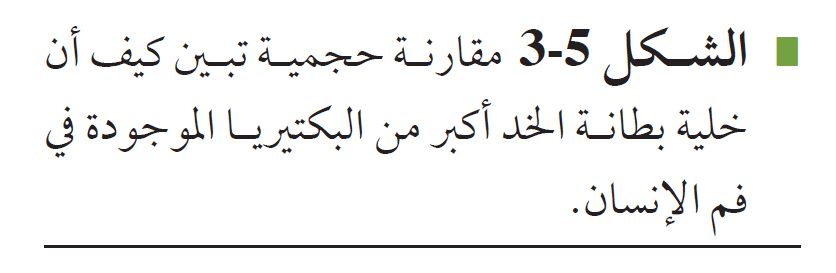 الشكل 5-3 مقارنة حجمية تبين كيف أن
خلية بطانة الخد أكبر من البكتيريا الموجودة في
فم الإنسان.